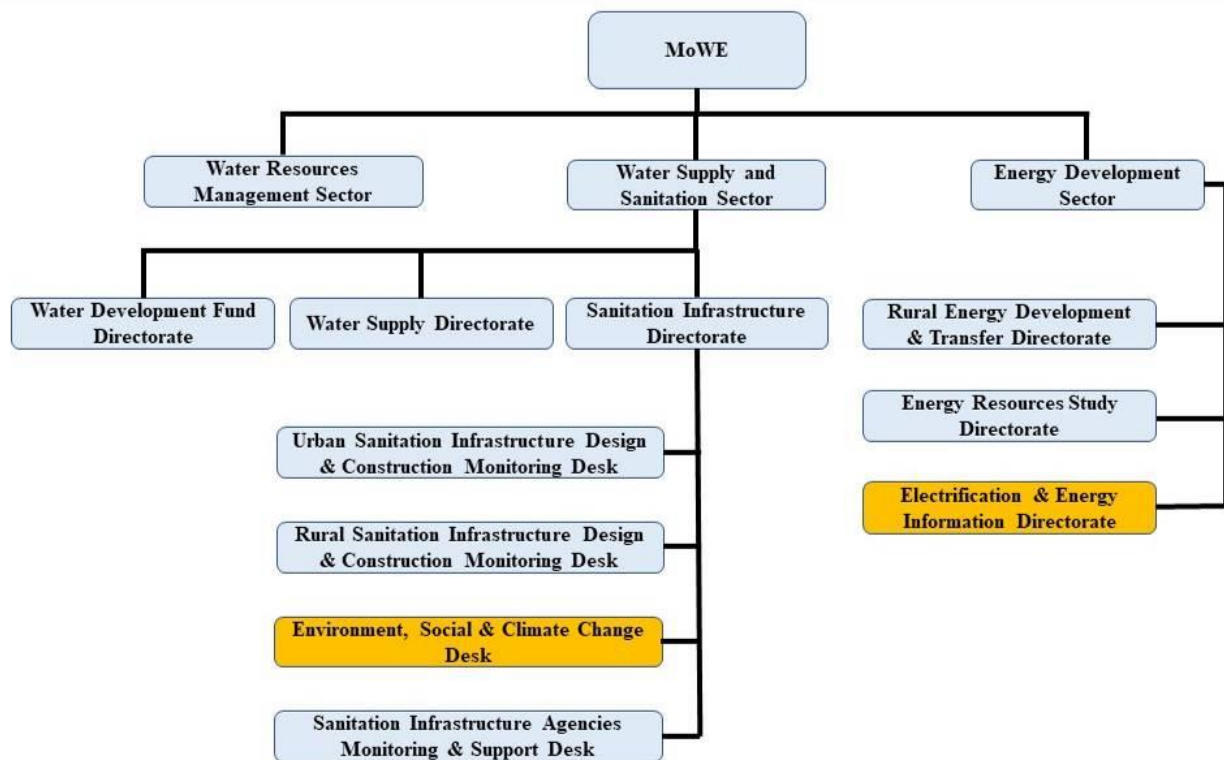 MoWE
Water Resources
Management Sector
Water Supply and
Sanitation Sector
Energy Development
Sector
Water Development Fund
Directorate
Water Supply Directorate
Sanitation Infrastructure
Directorate
Rural Energy Development
& Transfer Directorate
Energy Resources Study
Directorate
Electrification & Energy
Information Directorate
Urban Sanitation Infrastructure Design
& Construction Monitoring Desk
Rural Sanitation Infrastructure Design
& Construction Monitoring Desk
Environment, Social & Climate Change
Desk
Sanitation Infrastructure Agencies
Monitoring & Support Desk